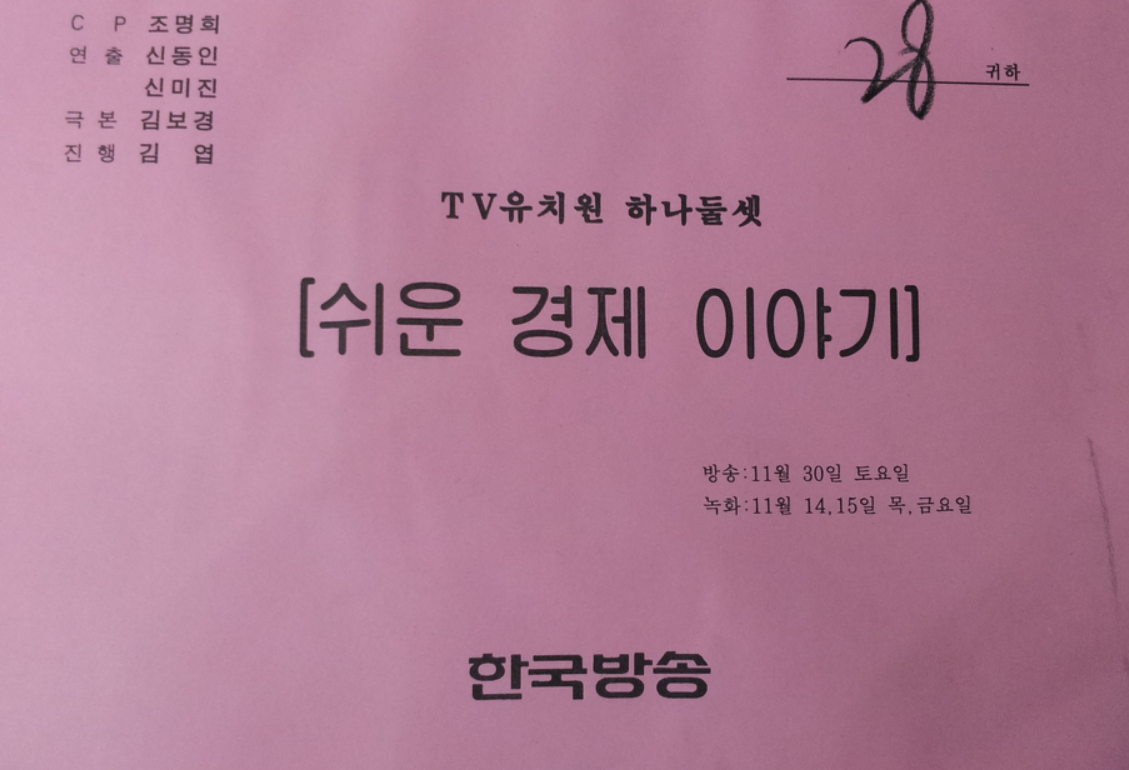 C P 조명희
연 출 신동인
신미진
극 본 김보경
진 행 김 엽
28 귀하
TV유치원 하나둘셋
[쉬운 경제 이야기]
방송:11월 30일 토요일
녹화:11월 14,15일 목,금요일
한국방송